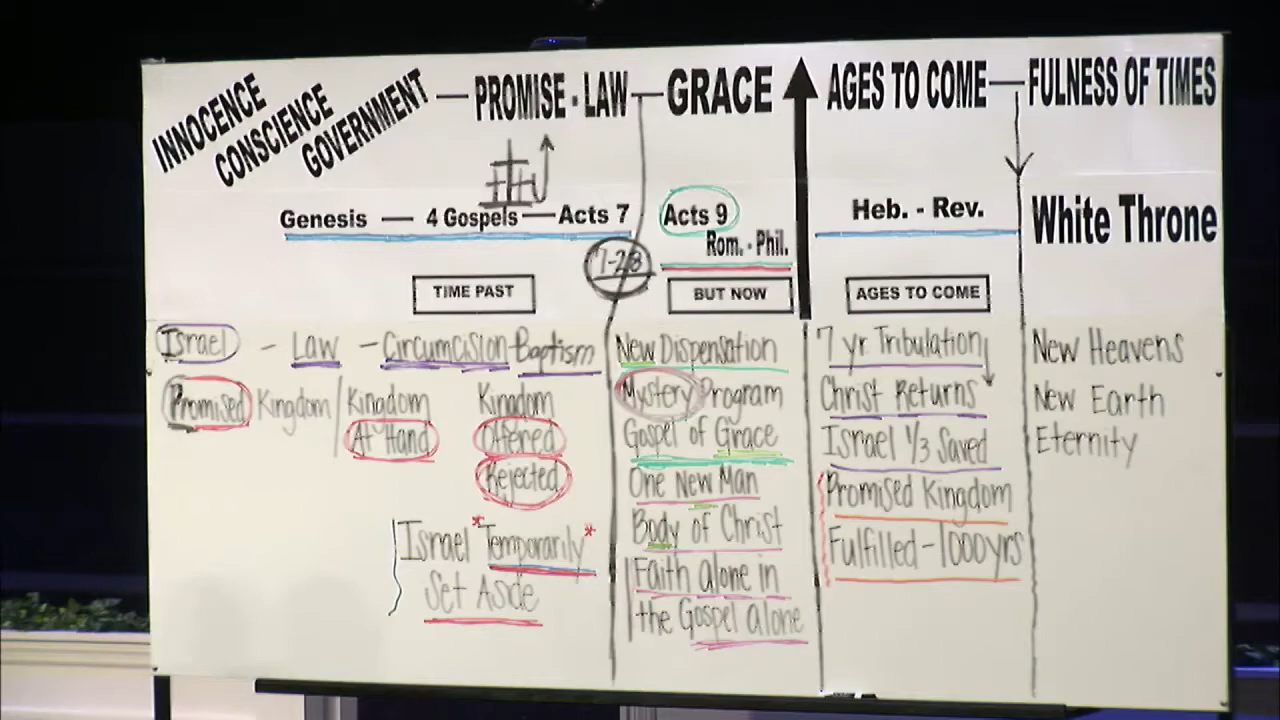 INNOCENCE
CONSCIENCE
GOVERNMENT — PROMISE - LAW — GRACE AGES TO COME — FULNESS OF TIMES
Genesis — 4 Gospels — Acts 7
Acts 9
Rom. - Phil.
Heb. - Rev.
White Throne
1-28
TIME PAST
BUT NOW
AGES TO COME
Israel – Law – Circumcision Baptism
Promised Kingdom / Kingdom At Hand
Kingdom
Offered
Rejected
Israel *Temporarily*
Set Aside
New Dispensation
Mystery Program
Gospel of Grace
One New Man
Body of Christ
Faith alone in
the Gospel alone
7 yr. Tribulation
Christ Returns
Israel 1/3 Saved
Promised Kingdom
Fulfilled - 1000yrs
New Heavens
New Earth
Eternity